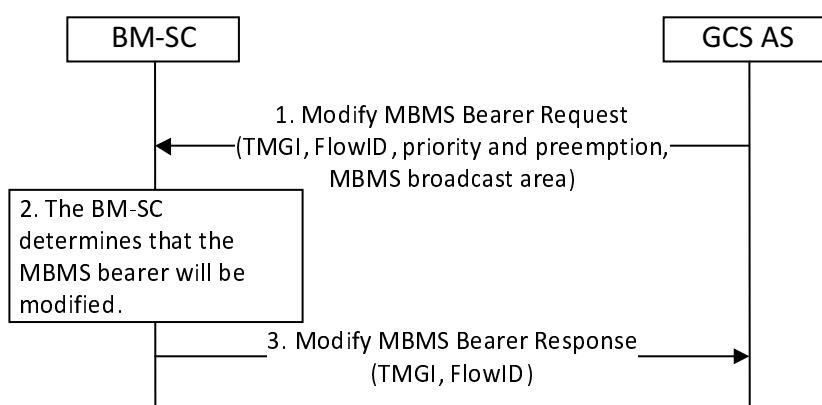 BM-SC
GCS AS
1. Modify MBMS Bearer Request
(TMGI, FlowID, priority and preemption,
MBMS broadcast area)
2. The BM-SC
determines that the
MBMS bearer will be
modified.
3. Modify MBMS Bearer Response
(TMGI, FlowID)